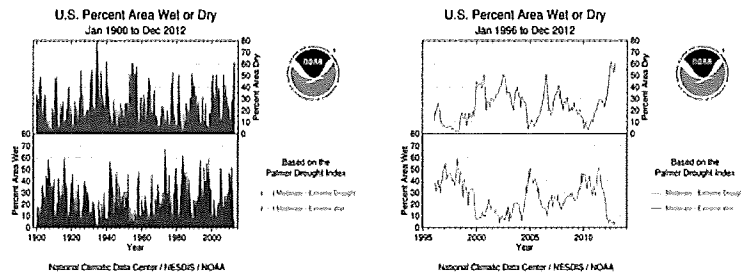 U.S. Percent Area Wet or Dry
Jan 1900 to Dec 2012
80
70
60
50
40
30
20
10
0
Percent Area Dry
80
70
60
50
40
30
20
10
0
Percent Area Wet
1900 1920 1940 1960 1980 2000
Year
NOAA
Based on the
Palmer Drought Index
Moderate - Extreme Drought
Moderate - Extreme Wet
National Climatic Data Center / NESDIS / NOAA
U.S. Percent Area Wet or Dry
Jan 1996 to Dec 2012
80
70
60
50
40
30
20
10
0
Percent Area Dry
80
70
60
50
40
30
20
10
0
Percent Area Wet
1995 2000 2005 2010
Year
NOAA
Based on the
Palmer Drought Index
Moderate - Extreme Drought
Moderate - Extreme Wet
National Climatic Data Center / NESDIS / NOAA